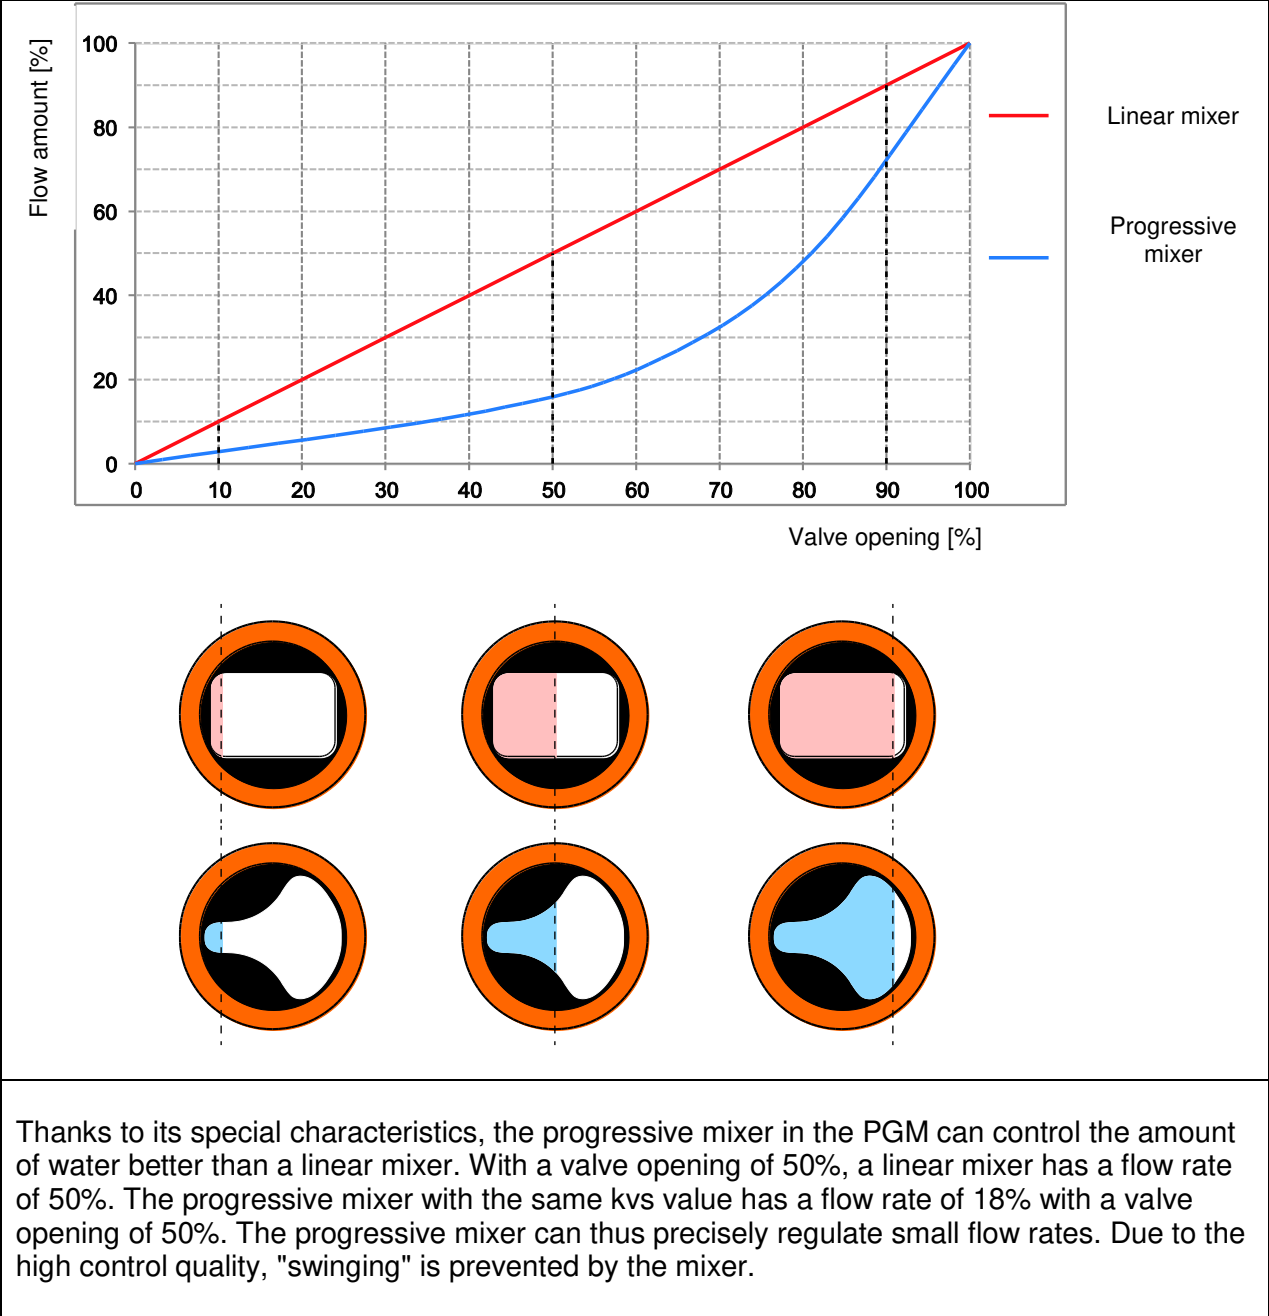 Flow amount [%]
100
80
60
40
20
0
0 10 20 30 40 50 60 70 80 90 100
Valve opening [%]
Linear mixer
Progressive
mixer
Thanks to its special characteristics, the progressive mixer in the PGM can control the amount
of water better than a linear mixer. With a valve opening of 50%, a linear mixer has a flow rate
of 50%. The progressive mixer with the same kvs value has a flow rate of 18% with a valve
opening of 50%. The progressive mixer can thus precisely regulate small flow rates. Due to the
high control quality, "swinging" is prevented by the mixer.